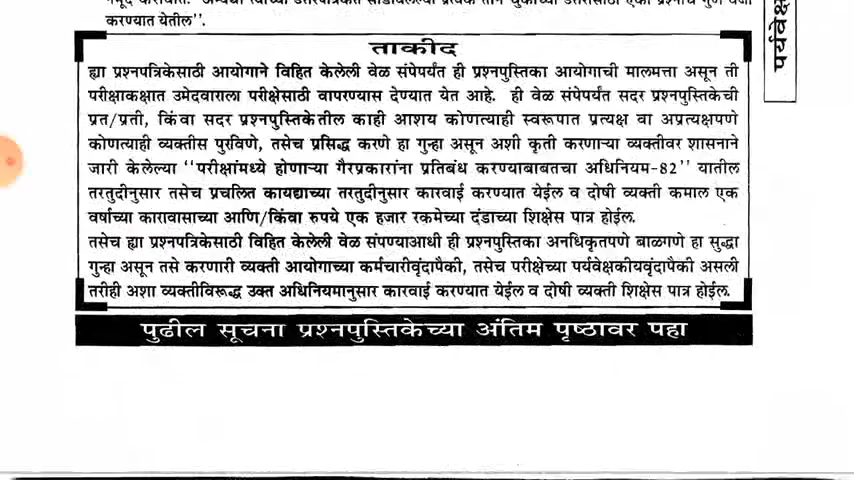 करण्यात येतील''.
ताकीद
ह्या प्रश्नपत्रिकेसाठी आयोगाने विहित केलेली वेळ संपेपर्यंत ही प्रश्नपुस्तिका आयोगाची मालमत्ता असून ती
परीक्षाकक्षात उमेदवाराला परीक्षेसाठी वापरण्यास देण्यात येत आहे. ही वेळ संपेपर्यंत सदर प्रश्नपुस्तिकेची
प्रत/प्रती, किंवा सदर प्रश्नपुस्तिकेतील काही आशय कोणत्याही स्वरूपात प्रत्यक्ष वा अप्रत्यक्षपणे
कोणत्याही व्यक्तीस पुरविणे, तसेच प्रसिद्ध करणे हा गुन्हा असून अशी कृती करणाऱ्या व्यक्तीवर शासनाने
जारी केलेल्या ''परीक्षांमध्ये होणाऱ्या गैरप्रकारांना प्रतिबंध करण्याबाबतचा अधिनियम-82'' यातील
तरतुदीनुसार तसेच प्रचलित कायद्याच्या तरतुदीनुसार कारवाई करण्यात येईल व दोषी व्यक्ती कमाल एक
वर्षाच्या कारावासाच्या आणि/किंवा रुपये एक हजार रकमेच्या दंडाच्या शिक्षेस पात्र होईल.
तसेच ह्या प्रश्नपत्रिकेसाठी विहित केलेली वेळ संपण्याआधी ही प्रश्नपुस्तिका अनधिकृतपणे बाळगणे हा सुद्धा
गुन्हा असून तसे करणारी व्यक्ती आयोगाच्या कर्मचारीवृंदापैकी, तसेच परीक्षेच्या पर्यवेक्षकीयवृंदापैकी असली
तरीही अशा व्यक्तीविरूद्ध उक्त अधिनियमानुसार कारवाई करण्यात येईल व दोषी व्यक्ती शिक्षेस पात्र होईल.
पुढील सूचना प्रश्नपुस्तिकेच्या अंतिम पृष्ठावर पहा